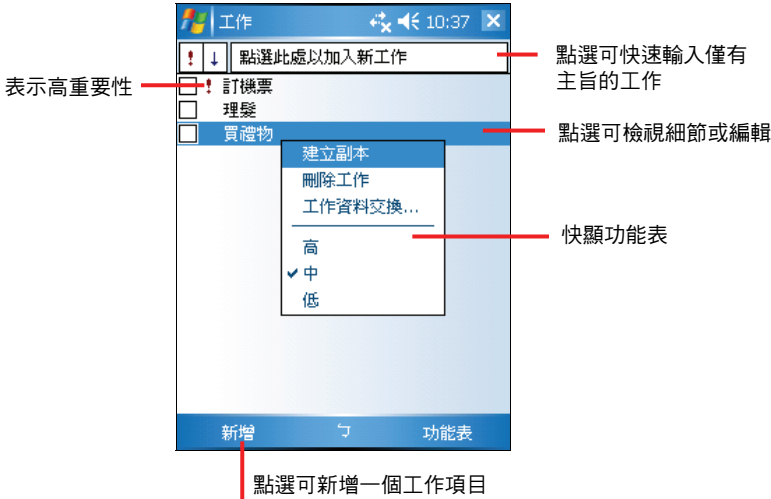 工作 10:37
! ↓ 點選此處以加入新工作
點選可快速輸入僅有
主旨的工作
表示高重要性
! 訂機票
理髮
買禮物
點選可檢視細節或編輯
建立副本
刪除工作
工作資料交換...
快顯功能表
高
中
低
新增 ㄅ 功能表
點選可新增一個工作項目